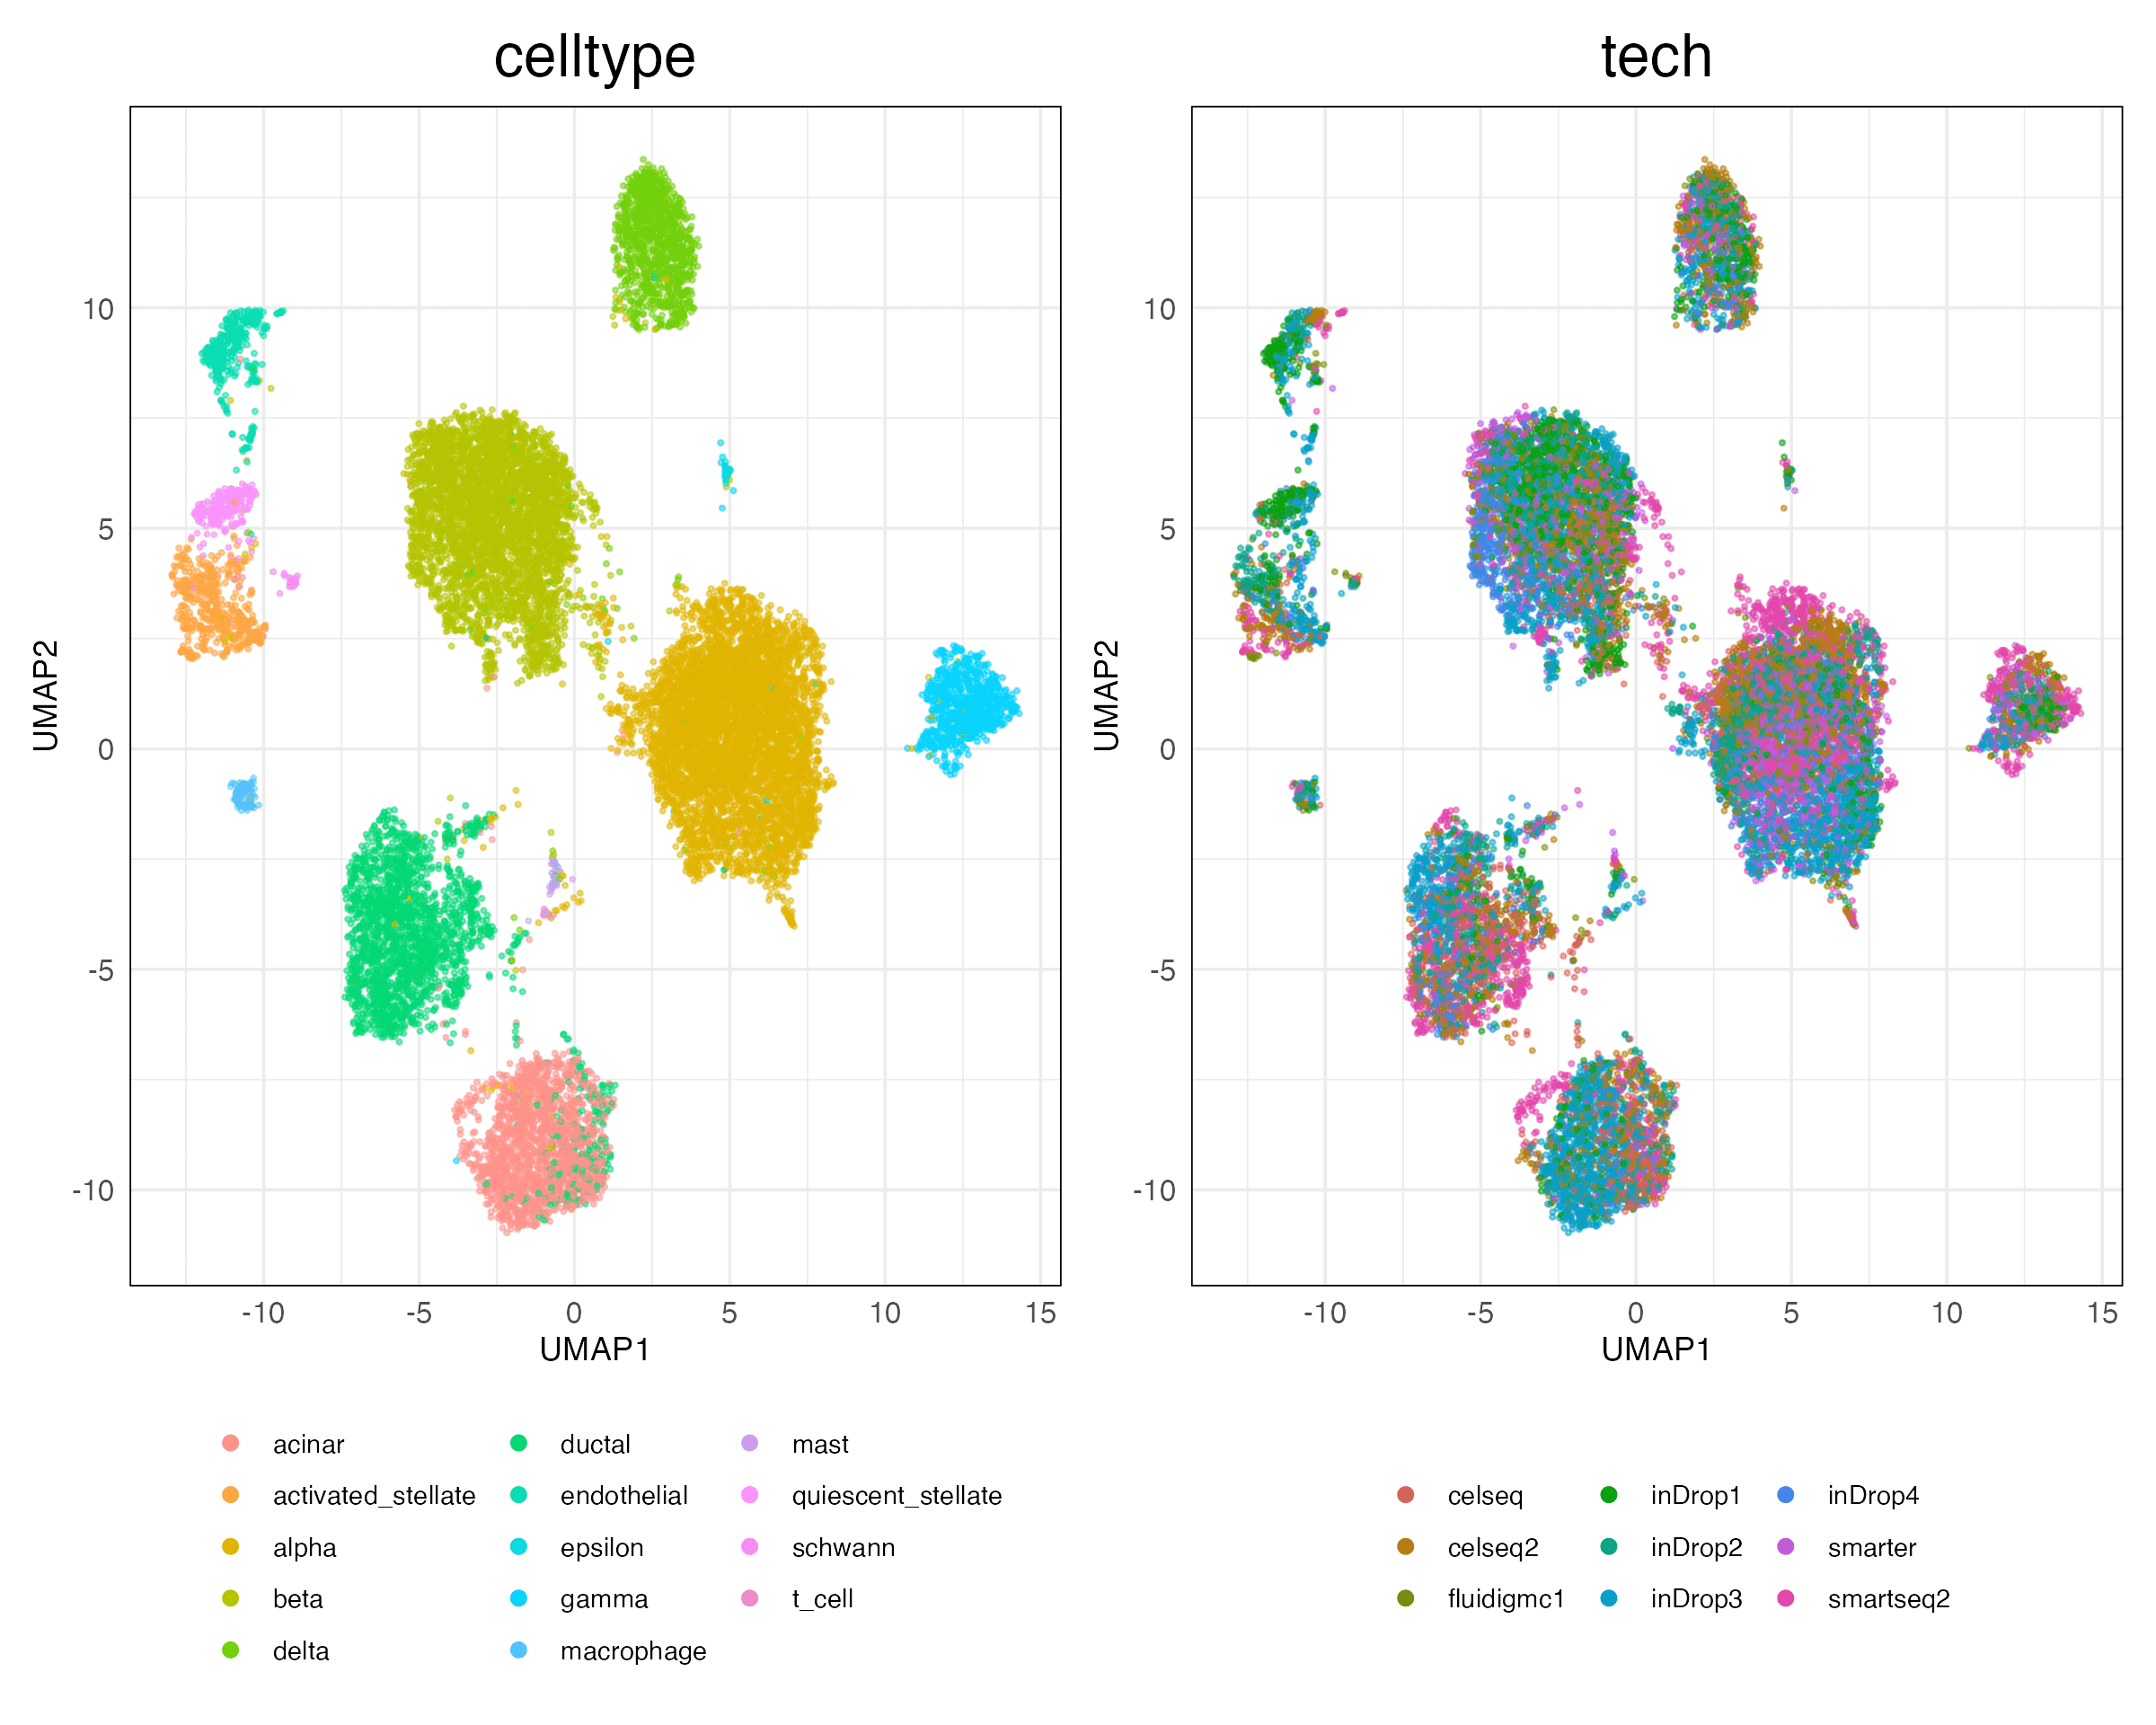 celltype
tech
10
5
0
-5
-10
UMAP2
-10 -5 0 5 10 15
UMAP1
10
5
0
-5
-10
UMAP2
-10 -5 0 5 10 15
UMAP1
acinar ductal mast
activated_stellate endothelial quiescent_stellate
alpha epsilon schwann
beta gamma t_cell
delta macrophage
celseq inDrop1 inDrop4
celseq2 inDrop2 smarter
fluidigmc1 inDrop3 smartseq2